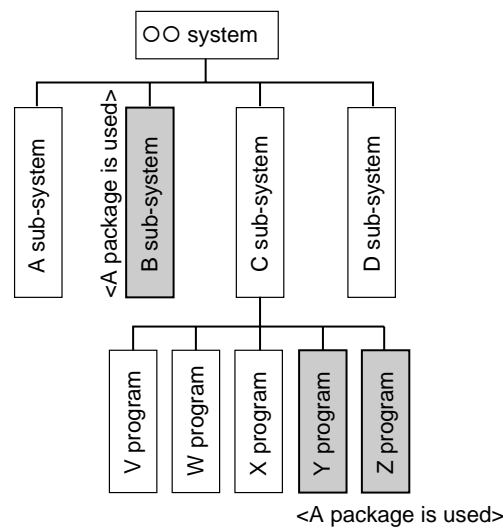 ○○ system
A sub-system
<A package is used>
B sub-system
C sub-system
D sub-system
V program
W program
X program
Y program
Z program
<A package is used>